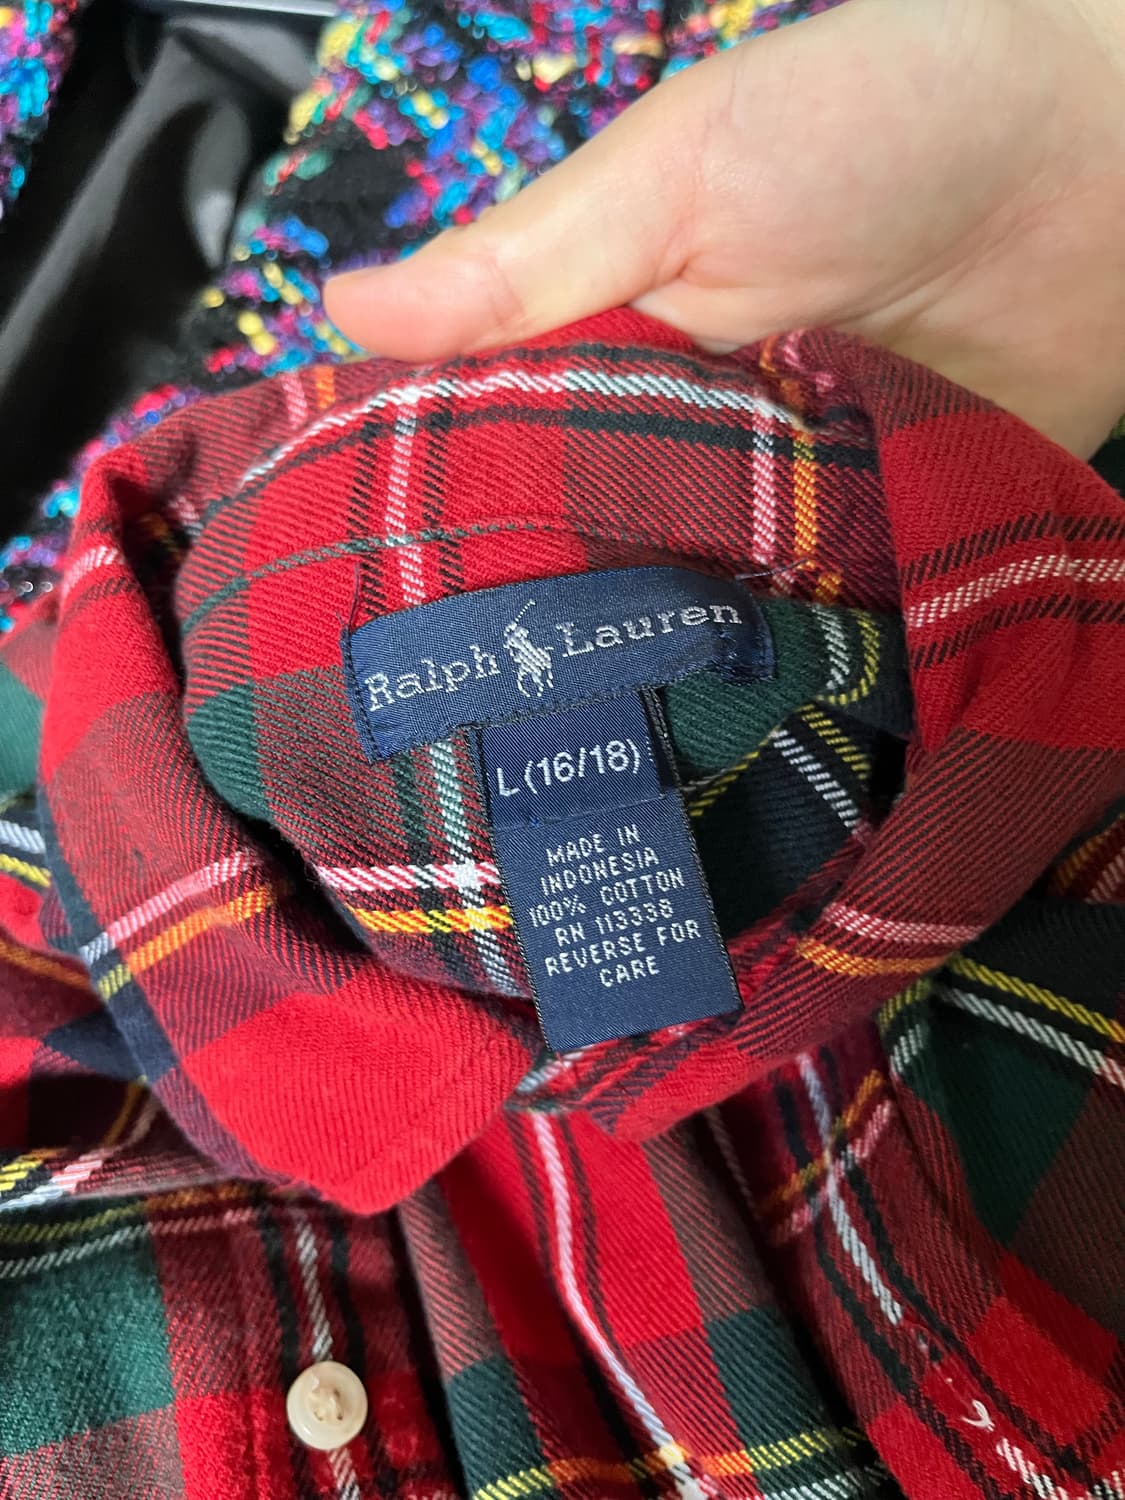 Ralph Lauren
L (16/18)
MADE IN
INDONESIA
100% COTTON
RN 113338
REVERSE FOR
CARE